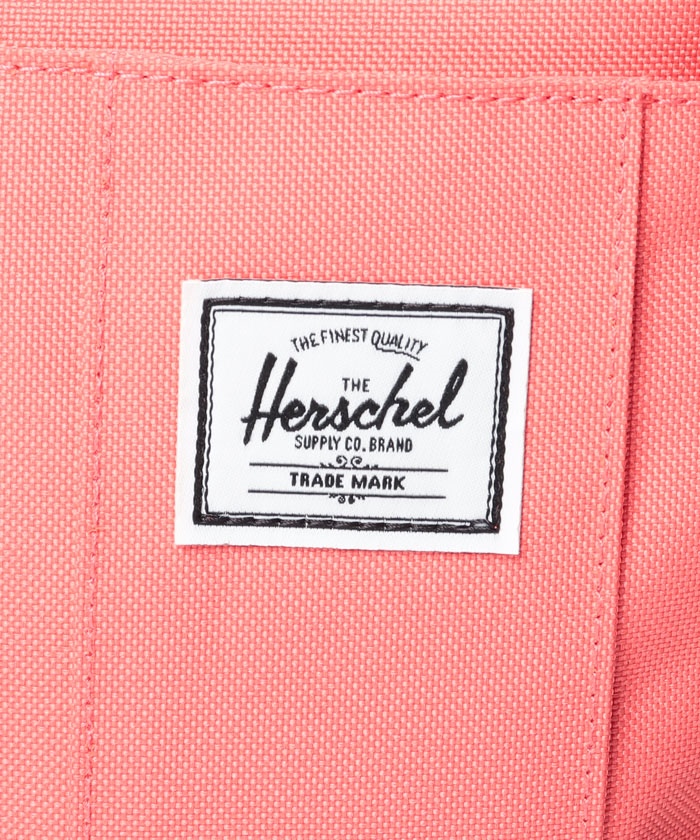 THE FINEST QUALITY
THE
Herschel
SUPPLY CO. BRAND
TRADE MARK